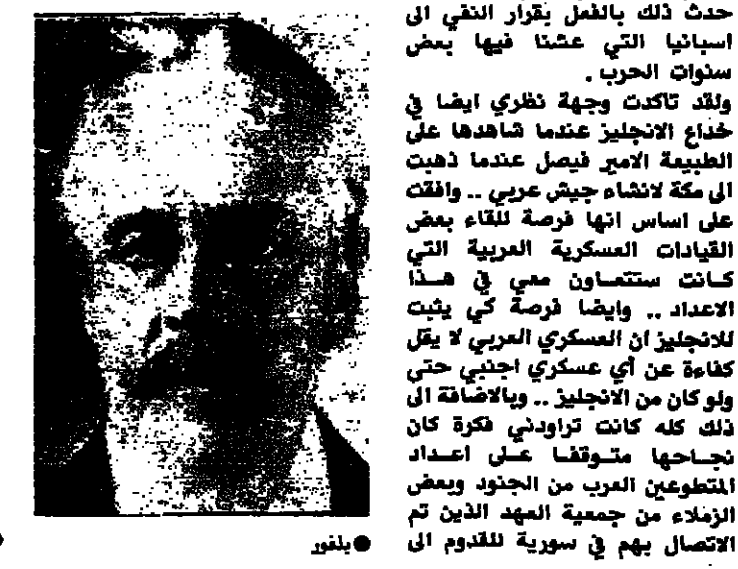 حدث ذلك بالفعل بقرار النفي الى
اسبانيا التي عشنا فيها بعض
سنوات الحرب .
ولقد تاكدت وجهة نظري ايضا في
خداع الانجليز عندما شاهدها على
الطبيعة الامير فيصل عندما ذهبت
الى مكة لانشاء جيش عربي .. وافقت
على اساس انها فرصة للقاء بعض
القيادات العسكرية العربية التي
كانت ستتعاون معي في هذا
الاعداد .. وايضا فرصة كي يثبت
للانجليز ان العسكري العربي لا يقل
كفاءة عن أي عسكري اجنبي حتى
ولو كان من الانجليز .. وبالاضافة الى
ذلك كله كانت تراودني فكرة كان
نجاحها متوقفا على اعداد
المتطوعين العرب من الجنود وبعض
الزملاء من جمعية العهد الذين تم
الاتصال بهم في سورية للقدوم الى
● بلفور